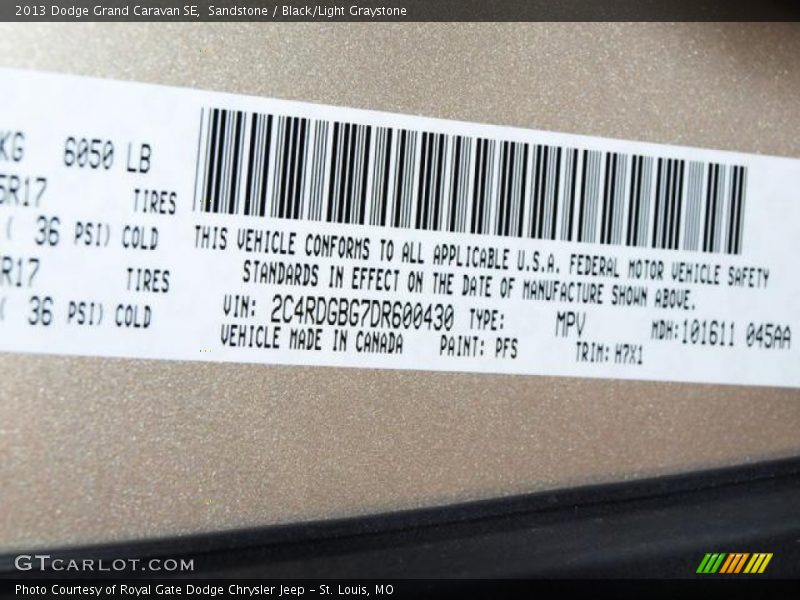 2013 Dodge Grand Caravan SE, Sandstone / Black/Light Graystone
KG 6050 LB
5R17 TIRES
( 36 PSI) COLD
R17 TIRES
( 36 PSI) COLD
THIS VEHICLE CONFORMS TO ALL APPLICABLE U.S.A. FEDERAL MOTOR VEHICLE SAFETY
STANDARDS IN EFFECT ON THE DATE OF MANUFACTURE SHOWN ABOVE.
VIN: 2C4RDGBG7DR600430 TYPE: MPV MDH:101611 045AA
VEHICLE MADE IN CANADA PAINT: PFS TRIM: H7X1
GTCARLOT.COM
Photo Courtesy of Royal Gate Dodge Chrysler Jeep – St. Louis, MO